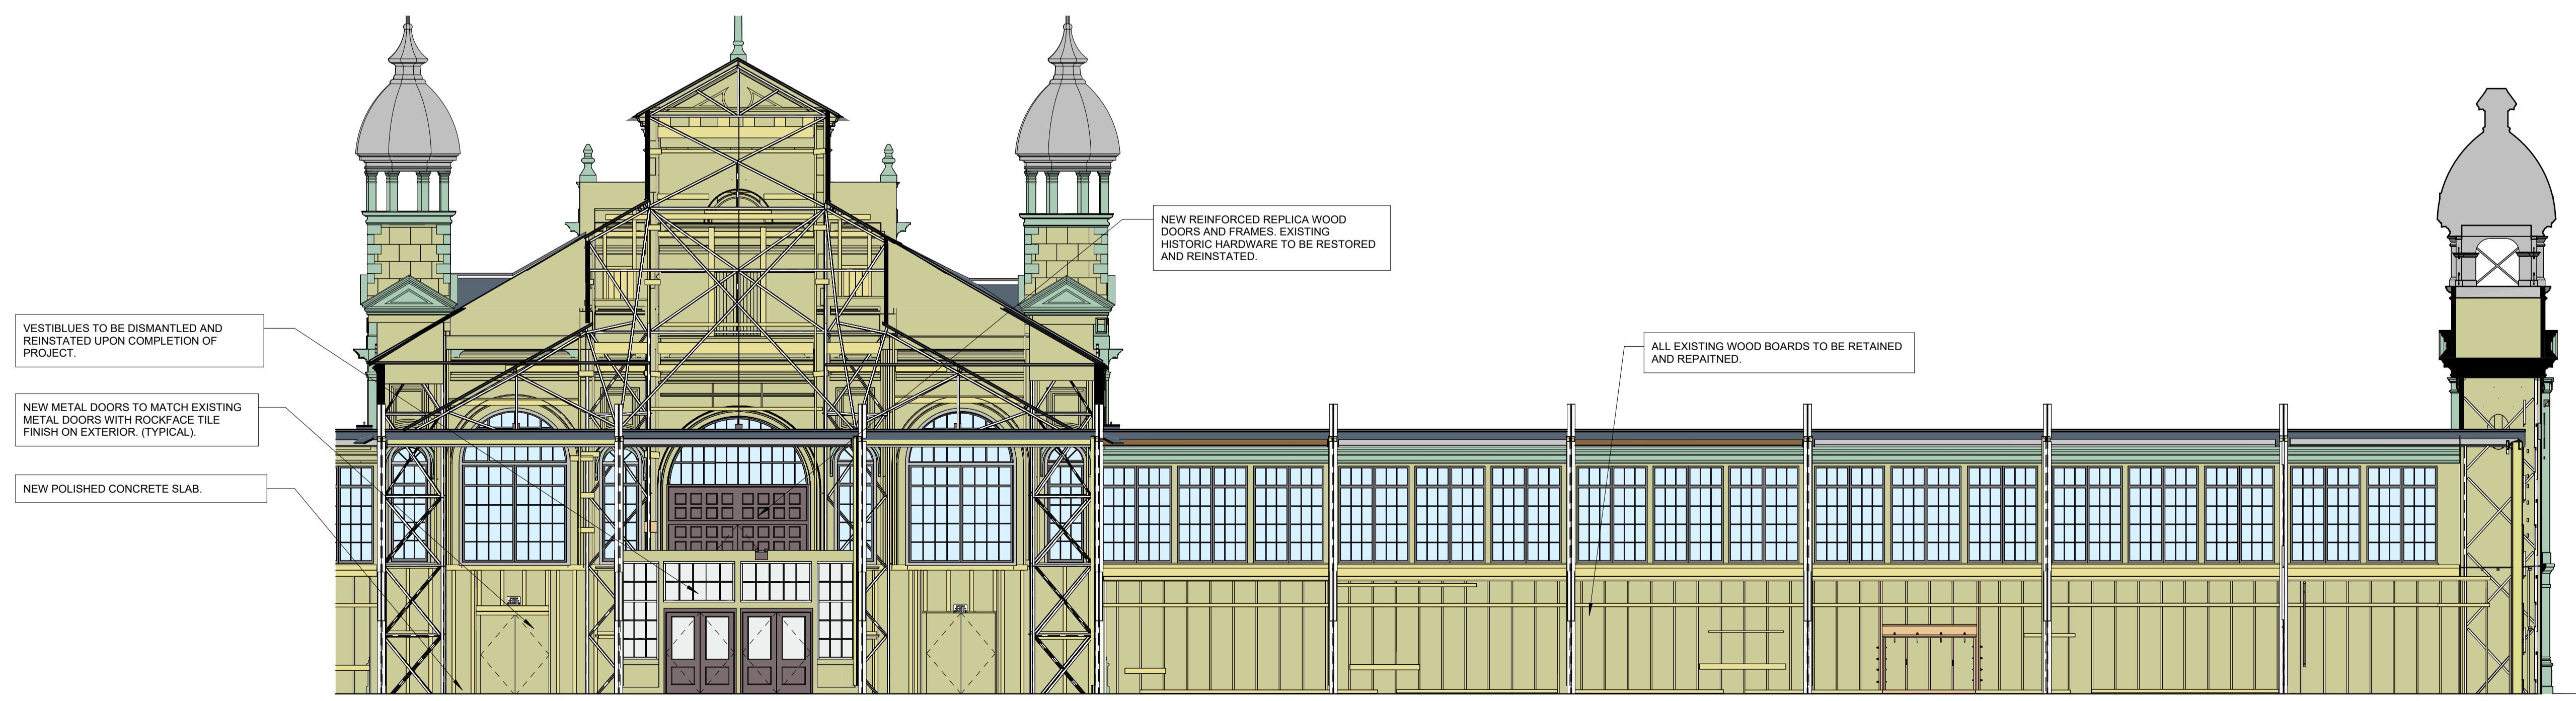 NEW REINFORCED REPLICA WOOD
DOORS AND FRAMES. EXISTING
HISTORIC HARDWARE TO BE RESTORED
AND REINSTATED.
VESTIBLUES TO BE DISMANTLED AND
REINSTATED UPON COMPLETION OF
PROJECT.
ALL EXISTING WOOD BOARDS TO BE RETAINED
AND REPAITNED.
NEW METAL DOORS TO MATCH EXISTING
METAL DOORS WITH ROCKFACE TILE
FINISH ON EXTERIOR. (TYPICAL).
NEW POLISHED CONCRETE SLAB.